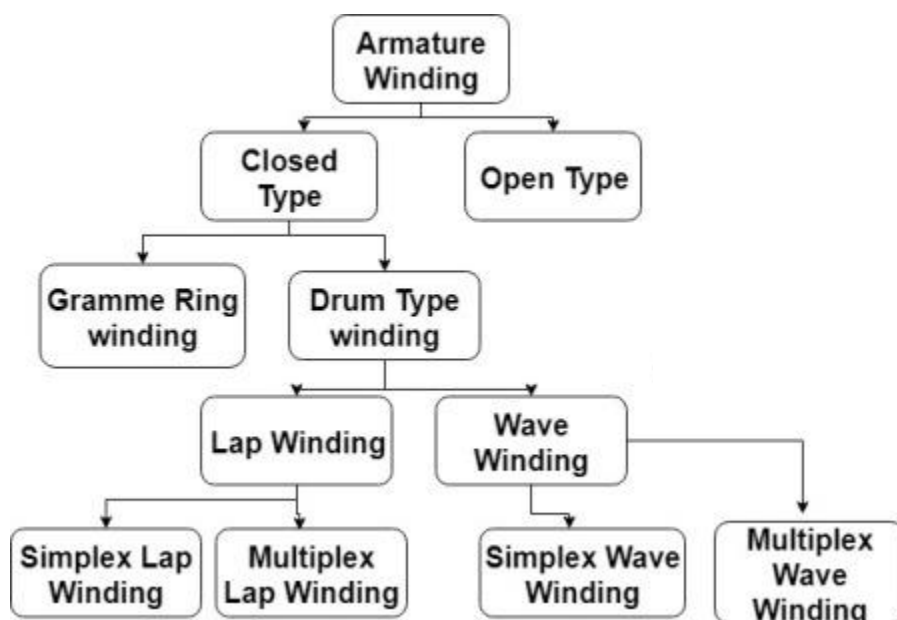 Armature
Winding
Closed
Type
Open Type
Gramme Ring
winding
Drum Type
winding
Lap Winding
Wave
Winding
Simplex Lap
Winding
Multiplex
Lap Winding
Simplex Wave
Winding
Multiplex
Wave
Winding